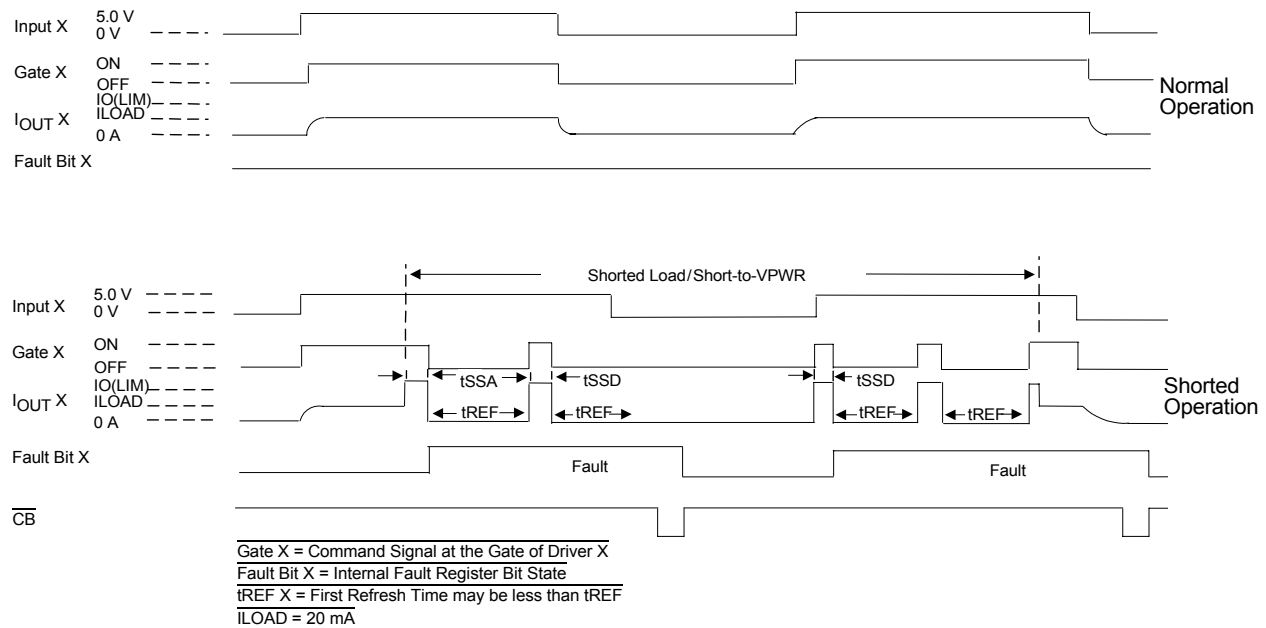 Input X 5.0 V
0 V
Gate X ON
OFF
IO(LIM)
IOUT X ILOAD
0 A
Fault Bit X
Normal
Operation
Shorted Load/Short-to-VPWR
Input X 5.0 V
0 V
Gate X ON
OFF
IO(LIM)
IOUT X ILOAD
0 A
tSSA tSSD tSSD
tREF tREF tREF tREF
Shorted
Operation
Fault Bit X Fault Fault
CB
Gate X = Command Signal at the Gate of Driver X
Fault Bit X = Internal Fault Register Bit State
tREF X = First Refresh Time may be less than tREF
ILOAD = 20 mA